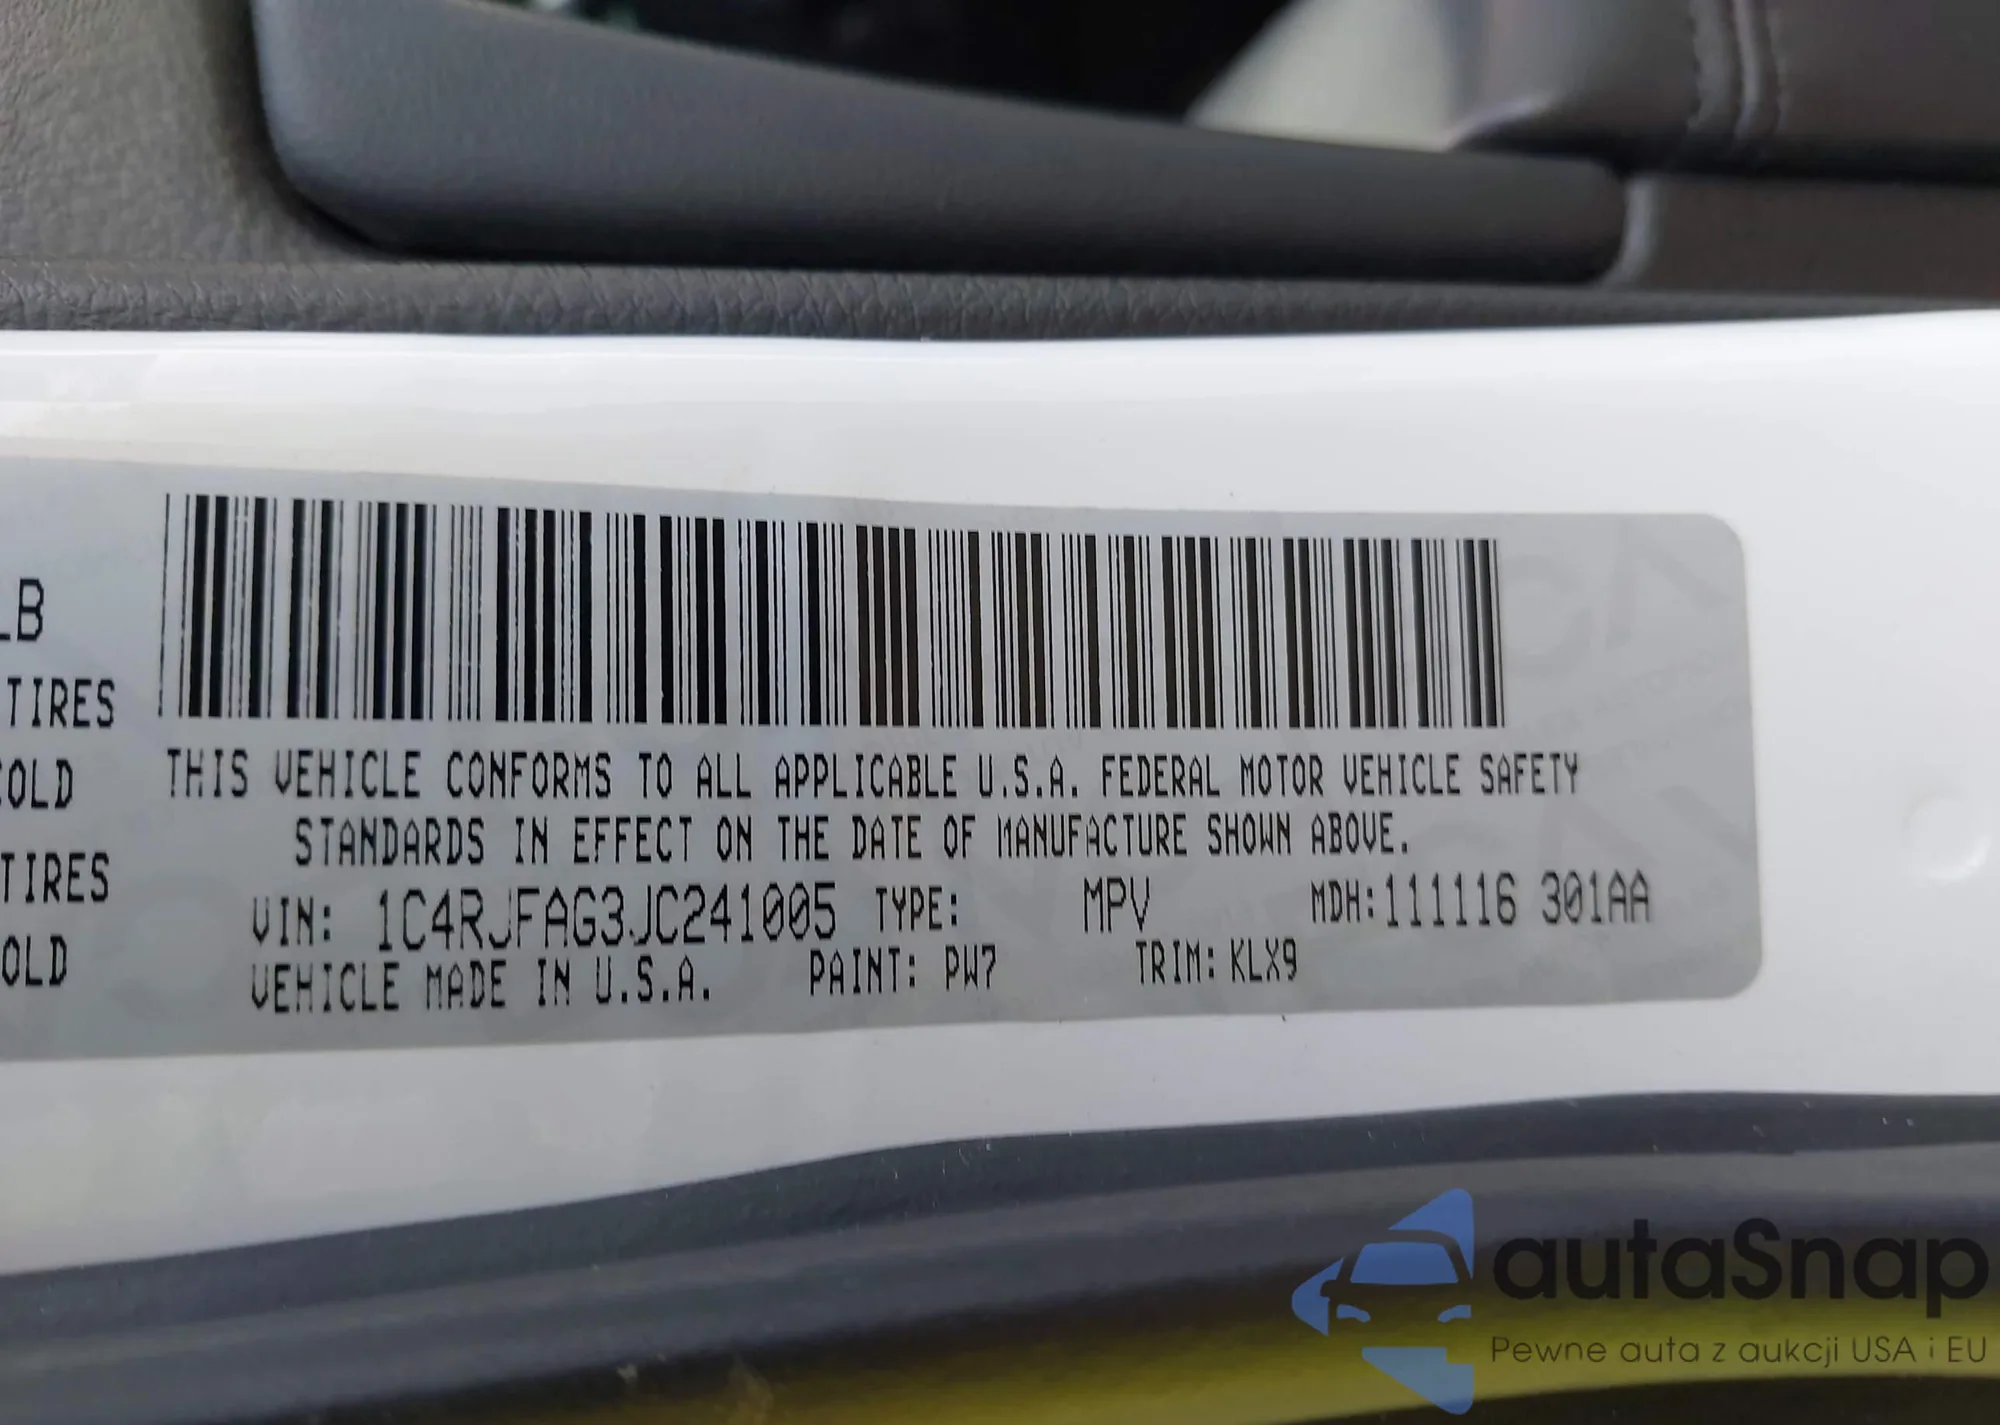 LB
TIRES
COLD
TIRES
COLD
THIS VEHICLE CONFORMS TO ALL APPLICABLE U.S.A. FEDERAL MOTOR VEHICLE SAFETY
STANDARDS IN EFFECT ON THE DATE OF MANUFACTURE SHOWN ABOVE.
VIN: 1C4RJFAG3JC241005 TYPE: MPV MDH:111116 301AA
VEHICLE MADE IN U.S.A. PAINT: PW7 TRIM: KLX9
autaSnap
Pewne auta z aukcji USA i EU